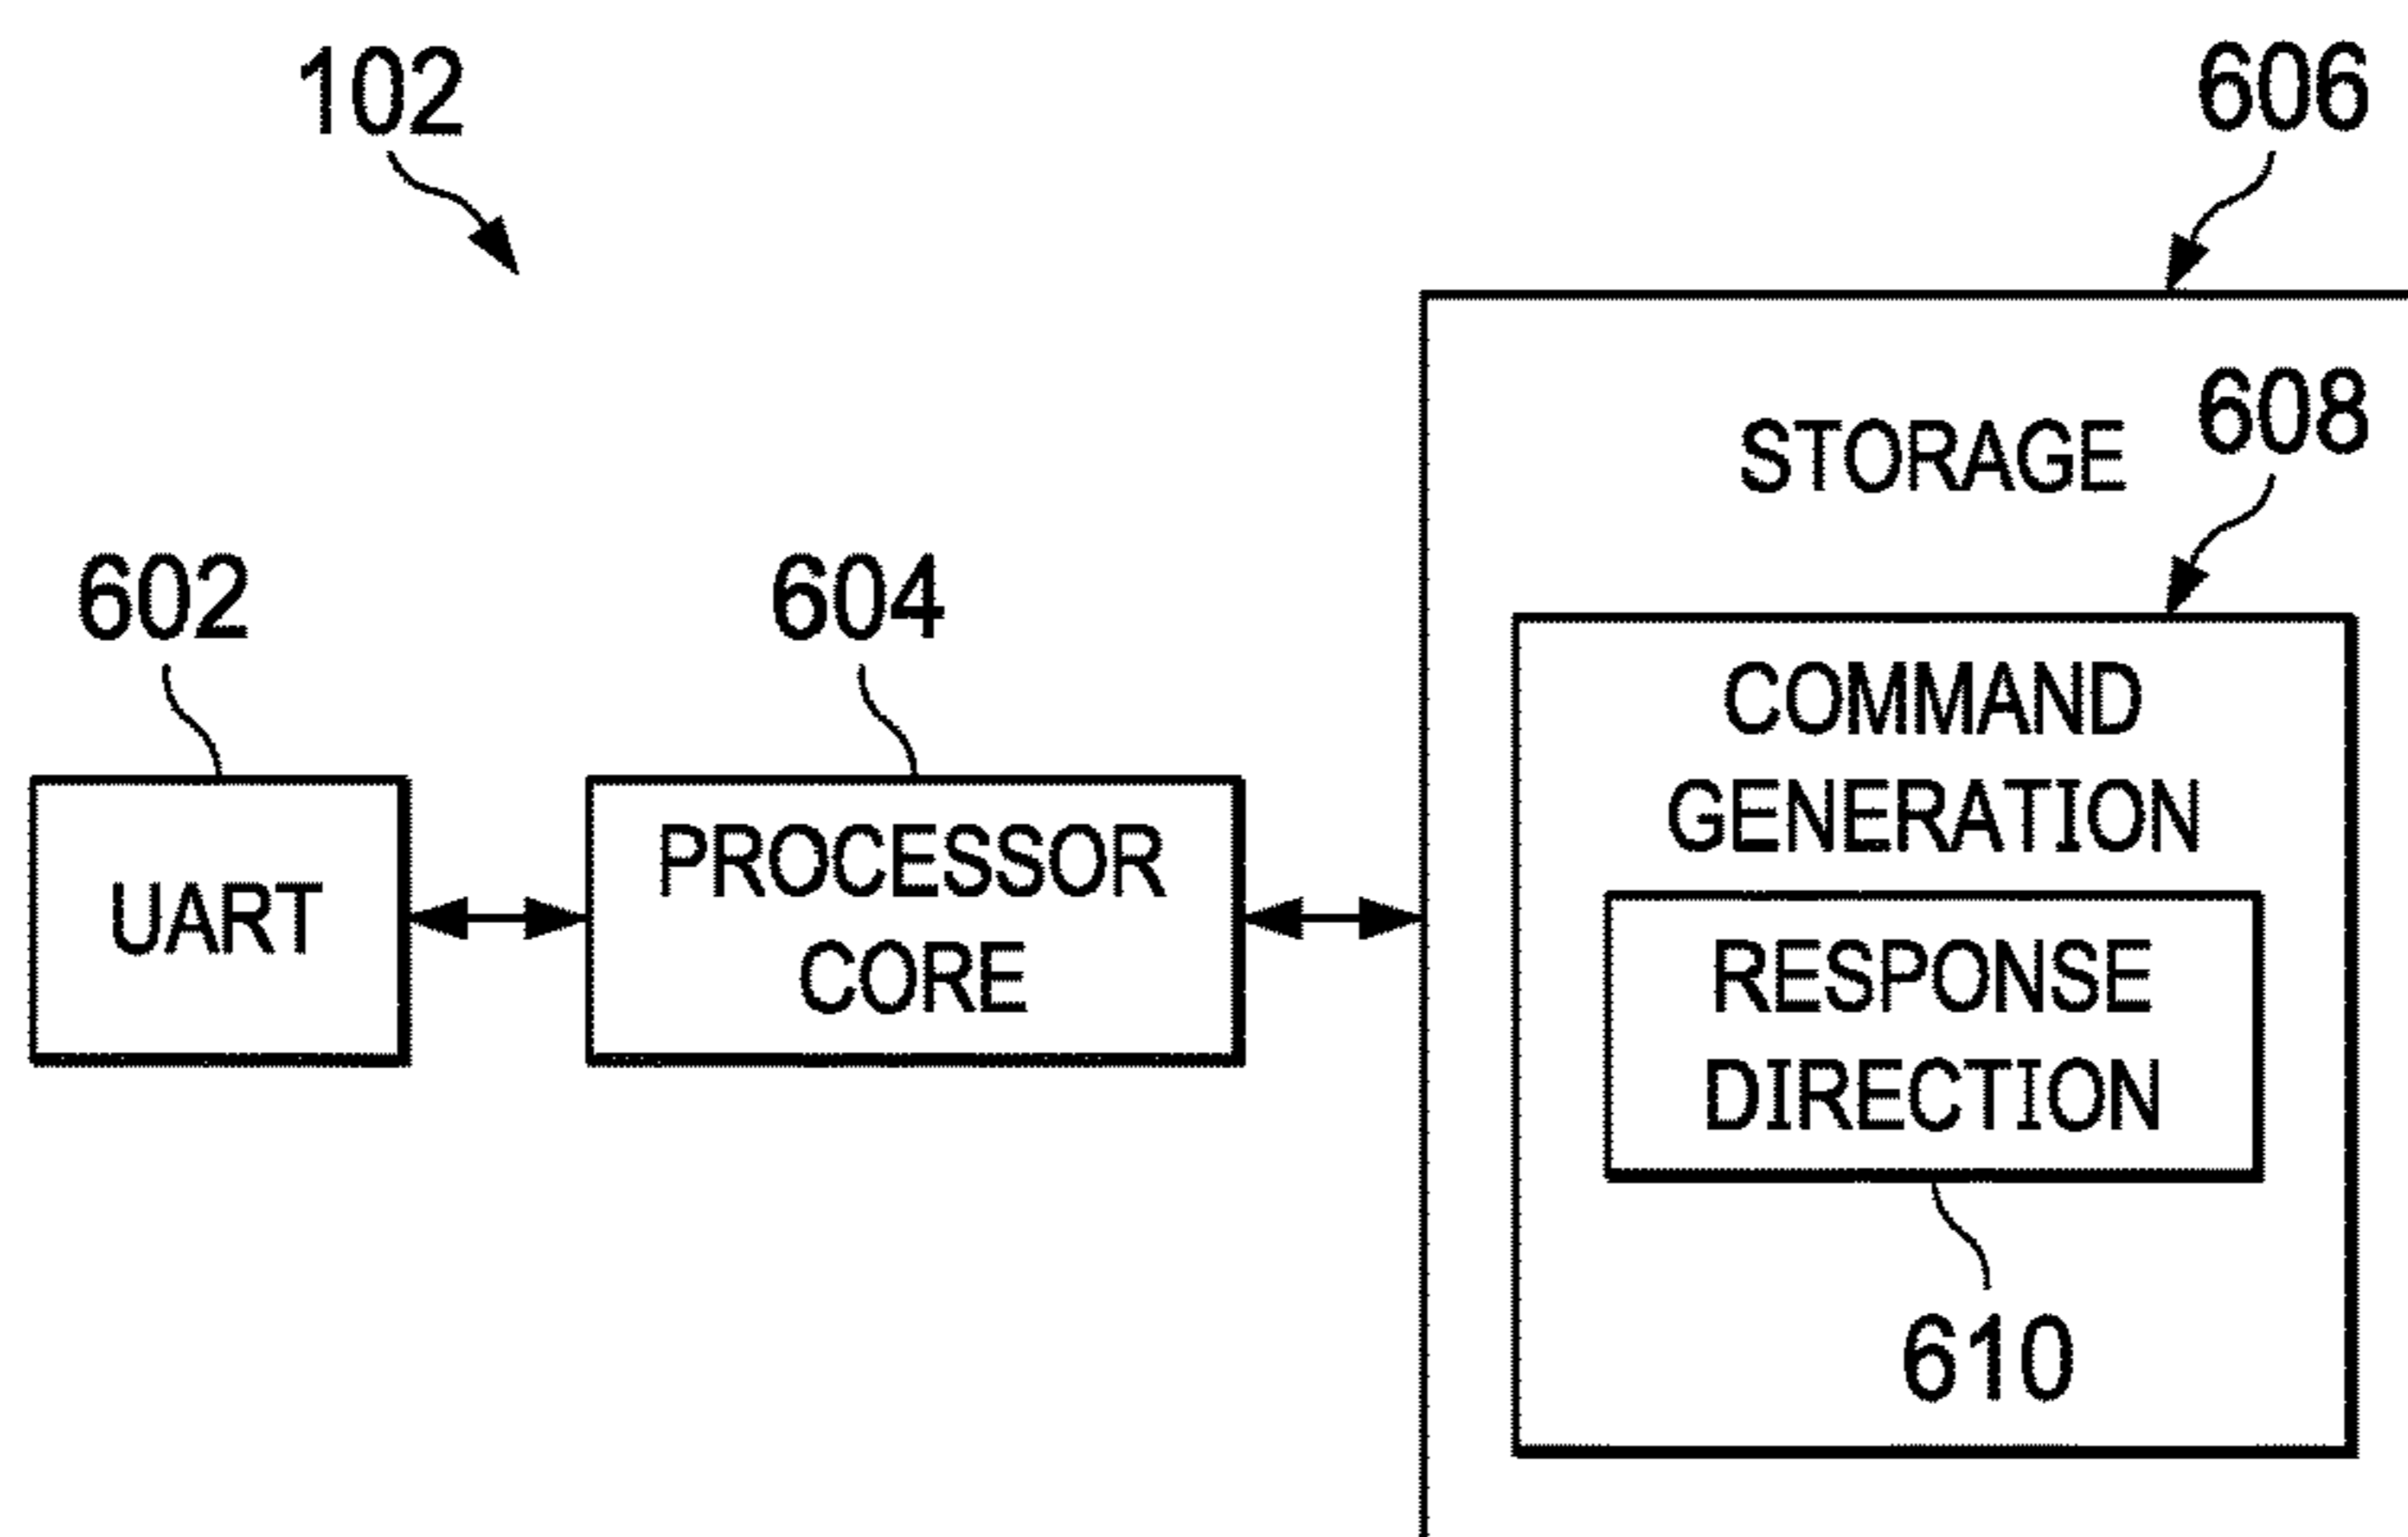 102
606
608
STORAGE
602
604
COMMAND
GENERATION
UART
PROCESSOR
CORE
RESPONSE
DIRECTION
610